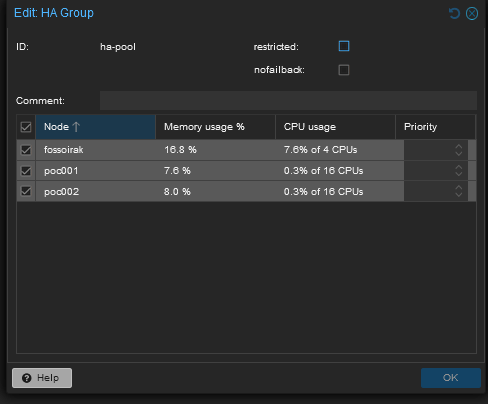 Edit: HA Group
ID: ha-pool restricted:
nofailback:
Comment:
Node Memory usage % CPU usage Priority
fossoirak 16.8 % 7.6% of 4 CPUs
poc001 7.6 % 0.3% of 16 CPUs
poc002 8.0 % 0.3% of 16 CPUs
Help OK